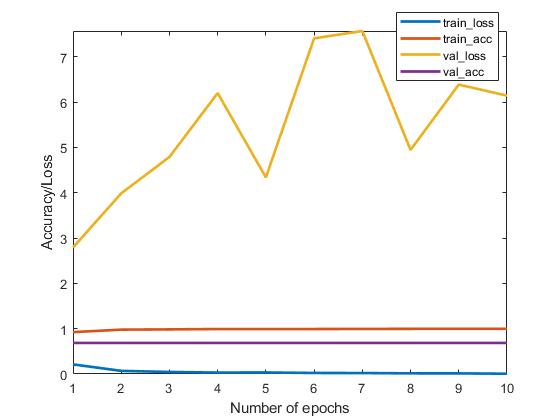 train_loss
train_acc
val_loss
val_acc
7
6
5
4
3
2
1
0
Accuracy/Loss
1 2 3 4 5 6 7 8 9 10
Number of epochs